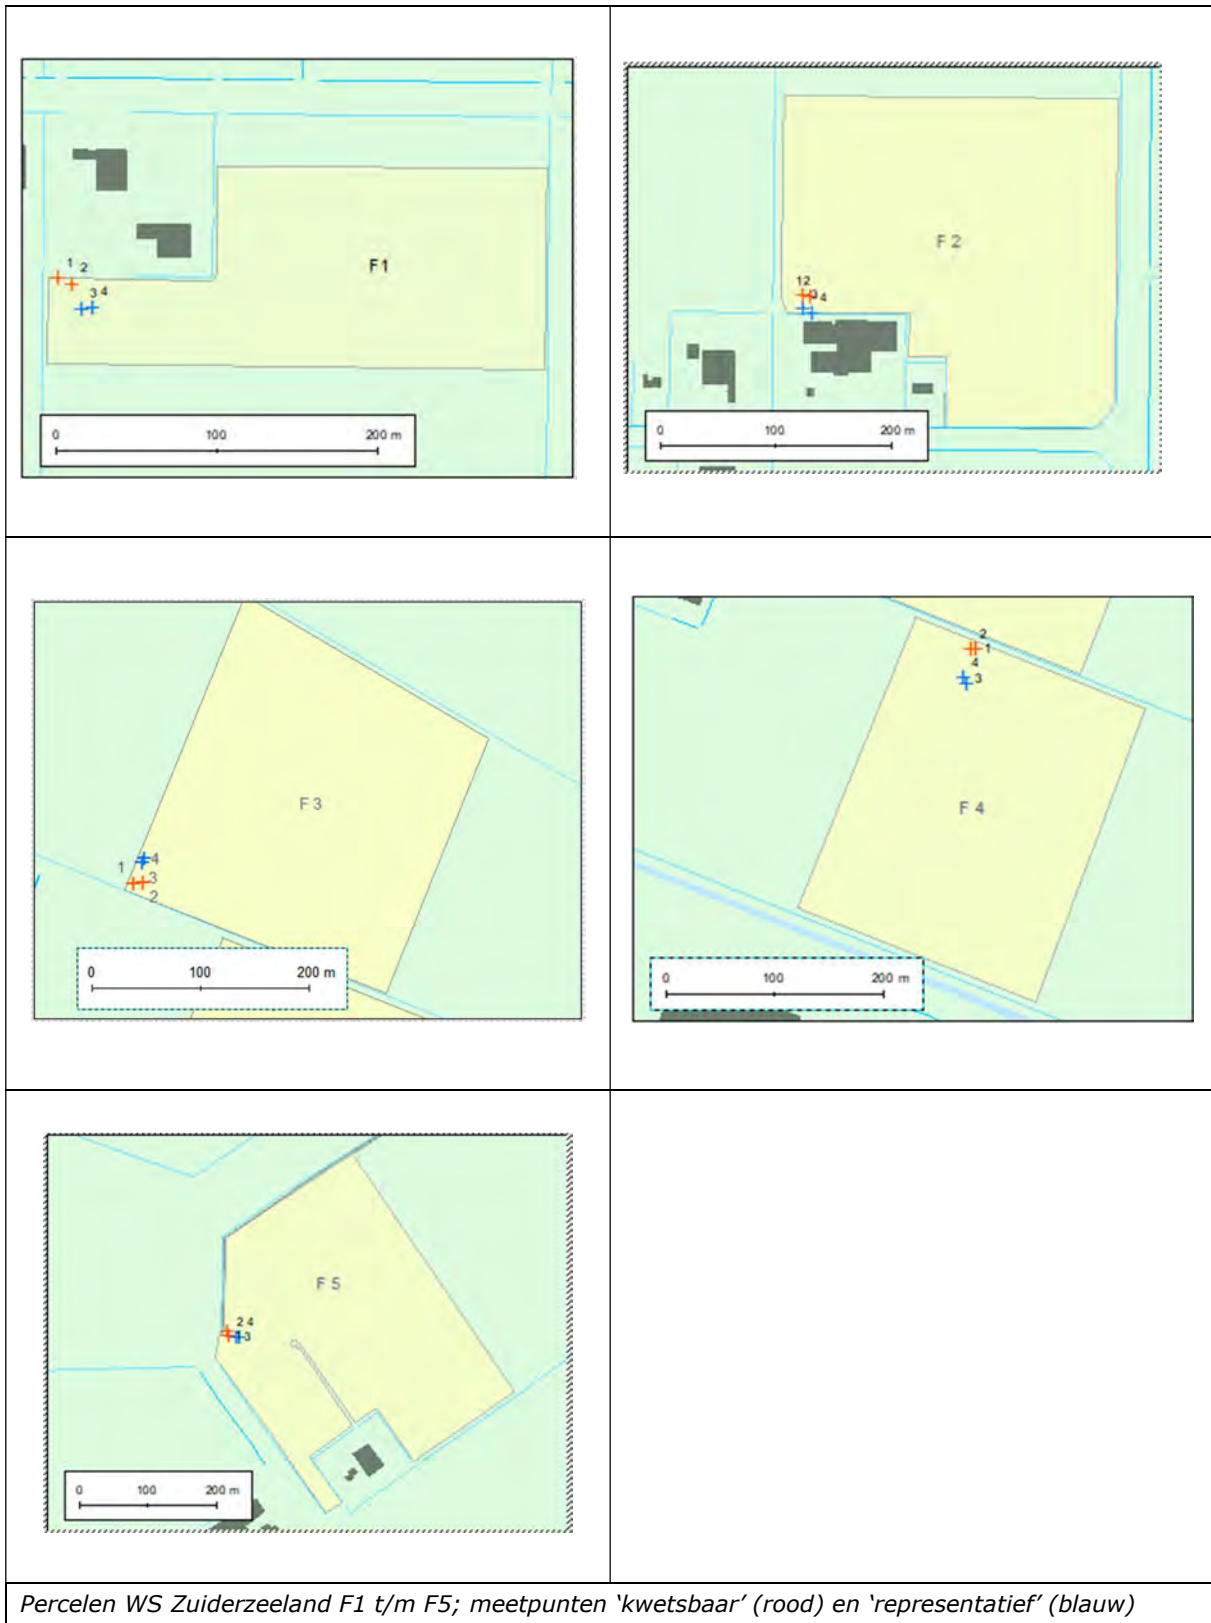 1 2
3 4
F1
0 100 200 m
12
3 4
F 2
0 100 200 m
F 3
1 4
3
2
0 100 200 m
2
1
4
3
F 4
0 100 200 m
F 5
2 4
3
0 100 200 m
Percelen WS Zuiderzeeland F1 t/m F5; meetpunten ‘kwetsbaar’ (rood) en ‘representatief’ (blauw)